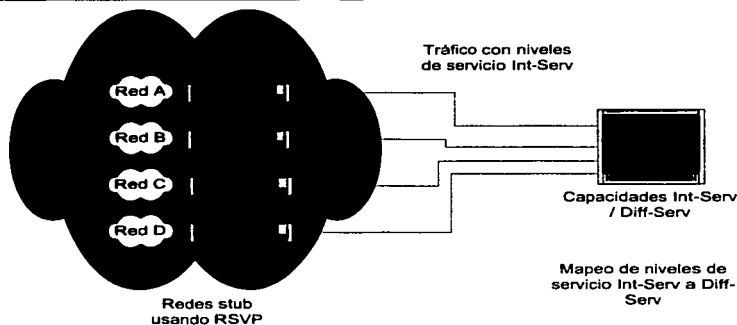 Tráfico con niveles
de servicio Int-Serv
Red A
Red B
Red C
Red D
Capacidades Int-Serv
/ Diff-Serv
Mapeo de niveles de
servicio Int-Serv a Diff-
Serv
Redes stub
usando RSVP